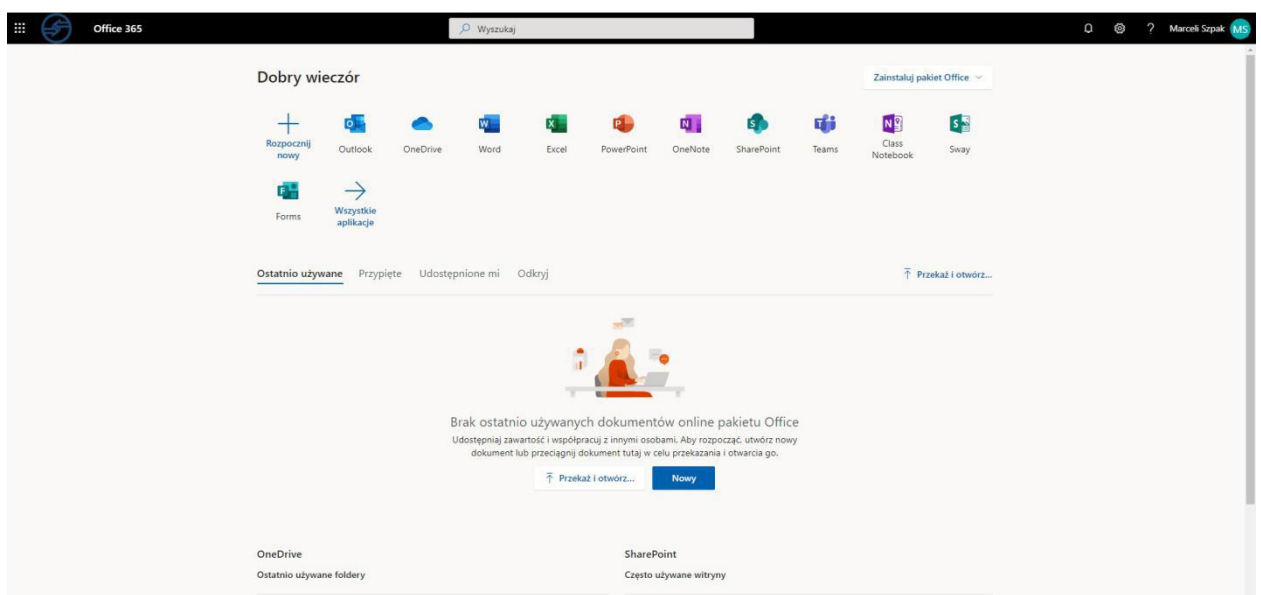 Office 365
Wyszukaj
?
Marceli Szpak
MS
Dobry wieczór
Zainstaluj pakiet Office
Rozpocznij
nowy
Outlook
OneDrive
Word
Excel
PowerPoint
OneNote
SharePoint
Teams
Class
Notebook
Sway
Forms
Wszystkie
aplikacje
Ostatnio używane
Przypięte
Udostępnione mi
Odkryj
Przekaż i otwórz...
Brak ostatnio używanych dokumentów online pakietu Office
Udostępniaj zawartość i współpracuj z innymi osobami. Aby rozpocząć, utwórz nowy
dokument lub przeciągnij dokument tutaj w celu przekazania i otwarcia go.
Przekaż i otwórz...
Nowy
OneDrive
SharePoint
Ostatnio używane foldery
Często używane witryny